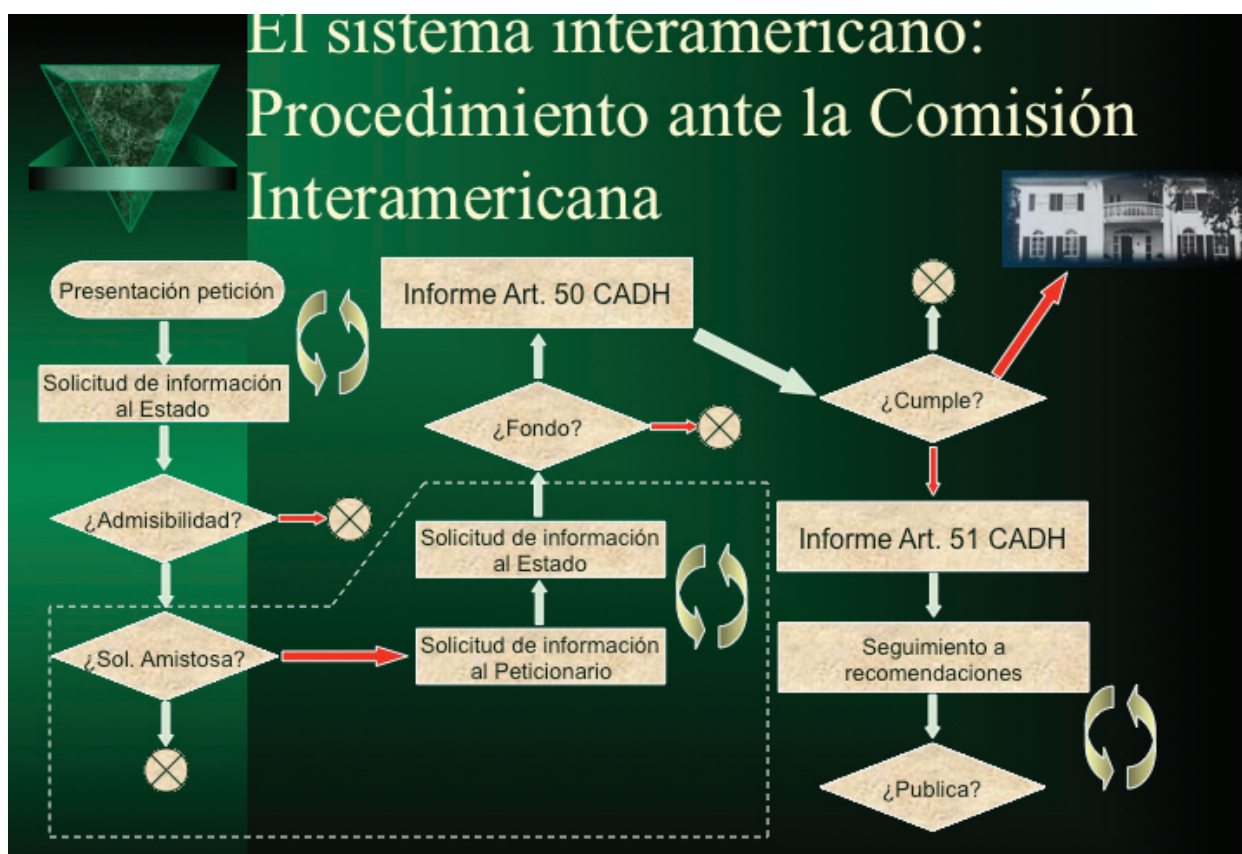 El sistema interamericano:
Procedimiento ante la Comisión
Interamericana
Presentación petición
Solicitud de información
al Estado
¿Admisibilidad?
¿Sol. Amistosa?
Informe Art. 50 CADH
¿Fondo?
Solicitud de información
al Estado
Solicitud de información
al Peticionario
¿Cumple?
Informe Art. 51 CADH
Seguimiento a
recomendaciones
¿Publica?